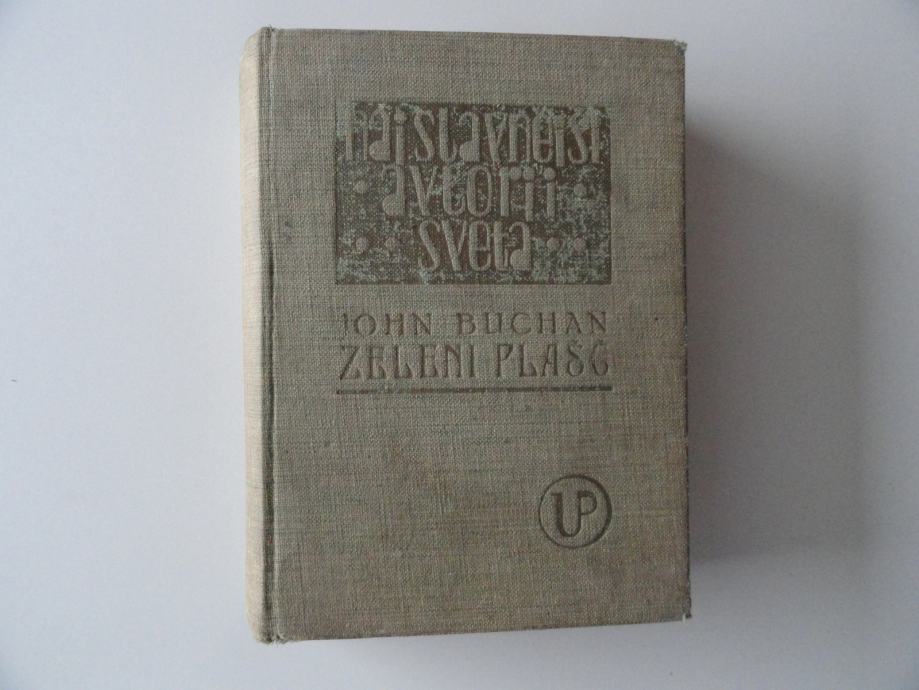 najslavnejši
avtorji
sveta
JOHN BUCHAN
ZELENI PLAŠČ
UP